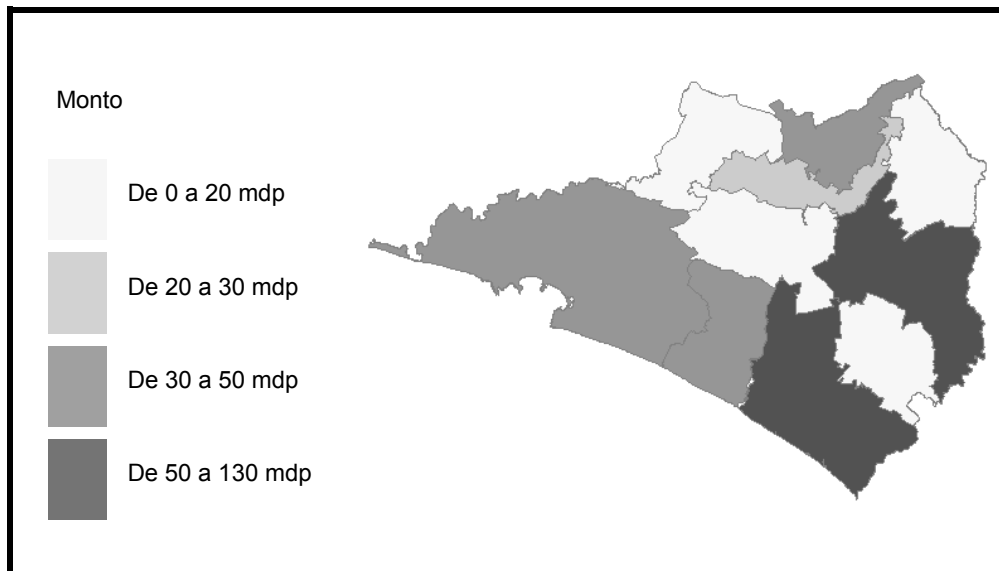 Monto
De 0 a 20 mdp
De 20 a 30 mdp
De 30 a 50 mdp
De 50 a 130 mdp